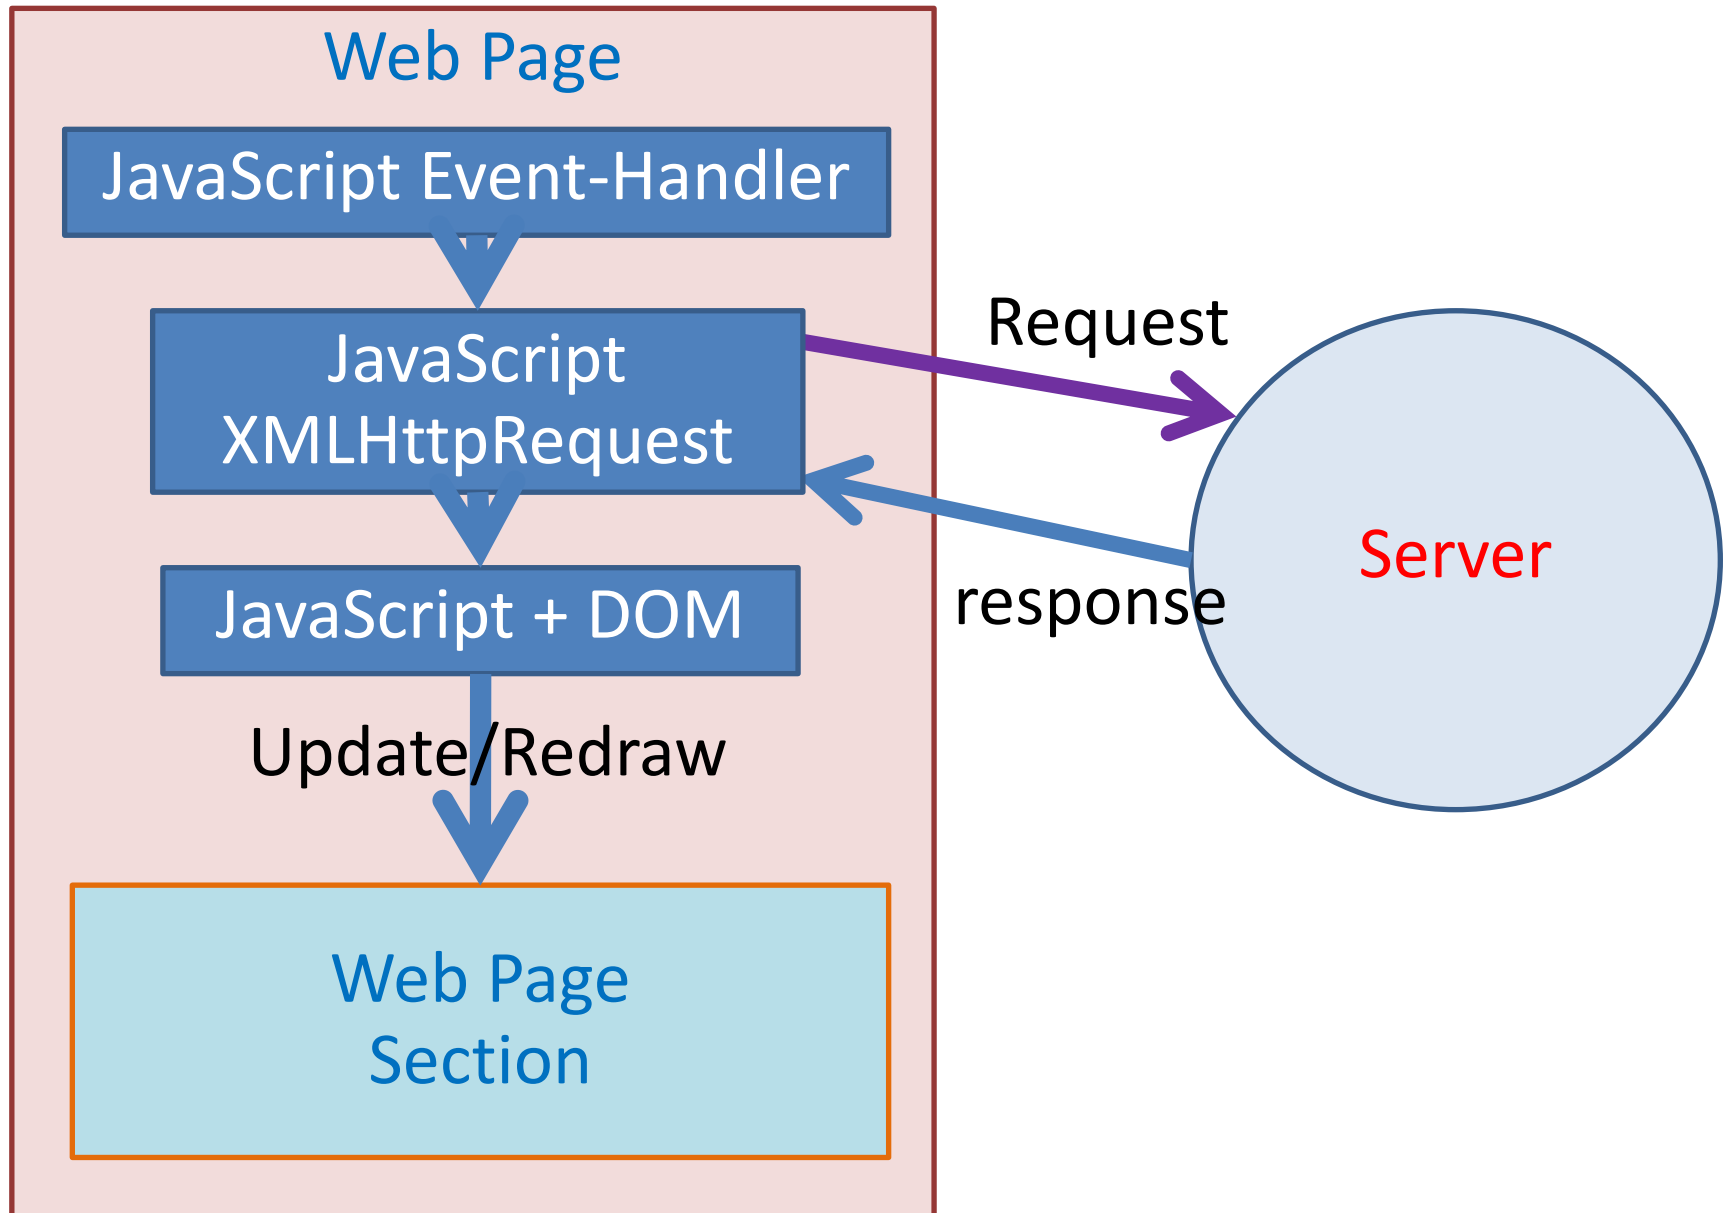 Web Page
JavaScript Event-Handler
JavaScript
XMLHttpRequest
Request
response
Server
JavaScript + DOM
Update/Redraw
Web Page
Section